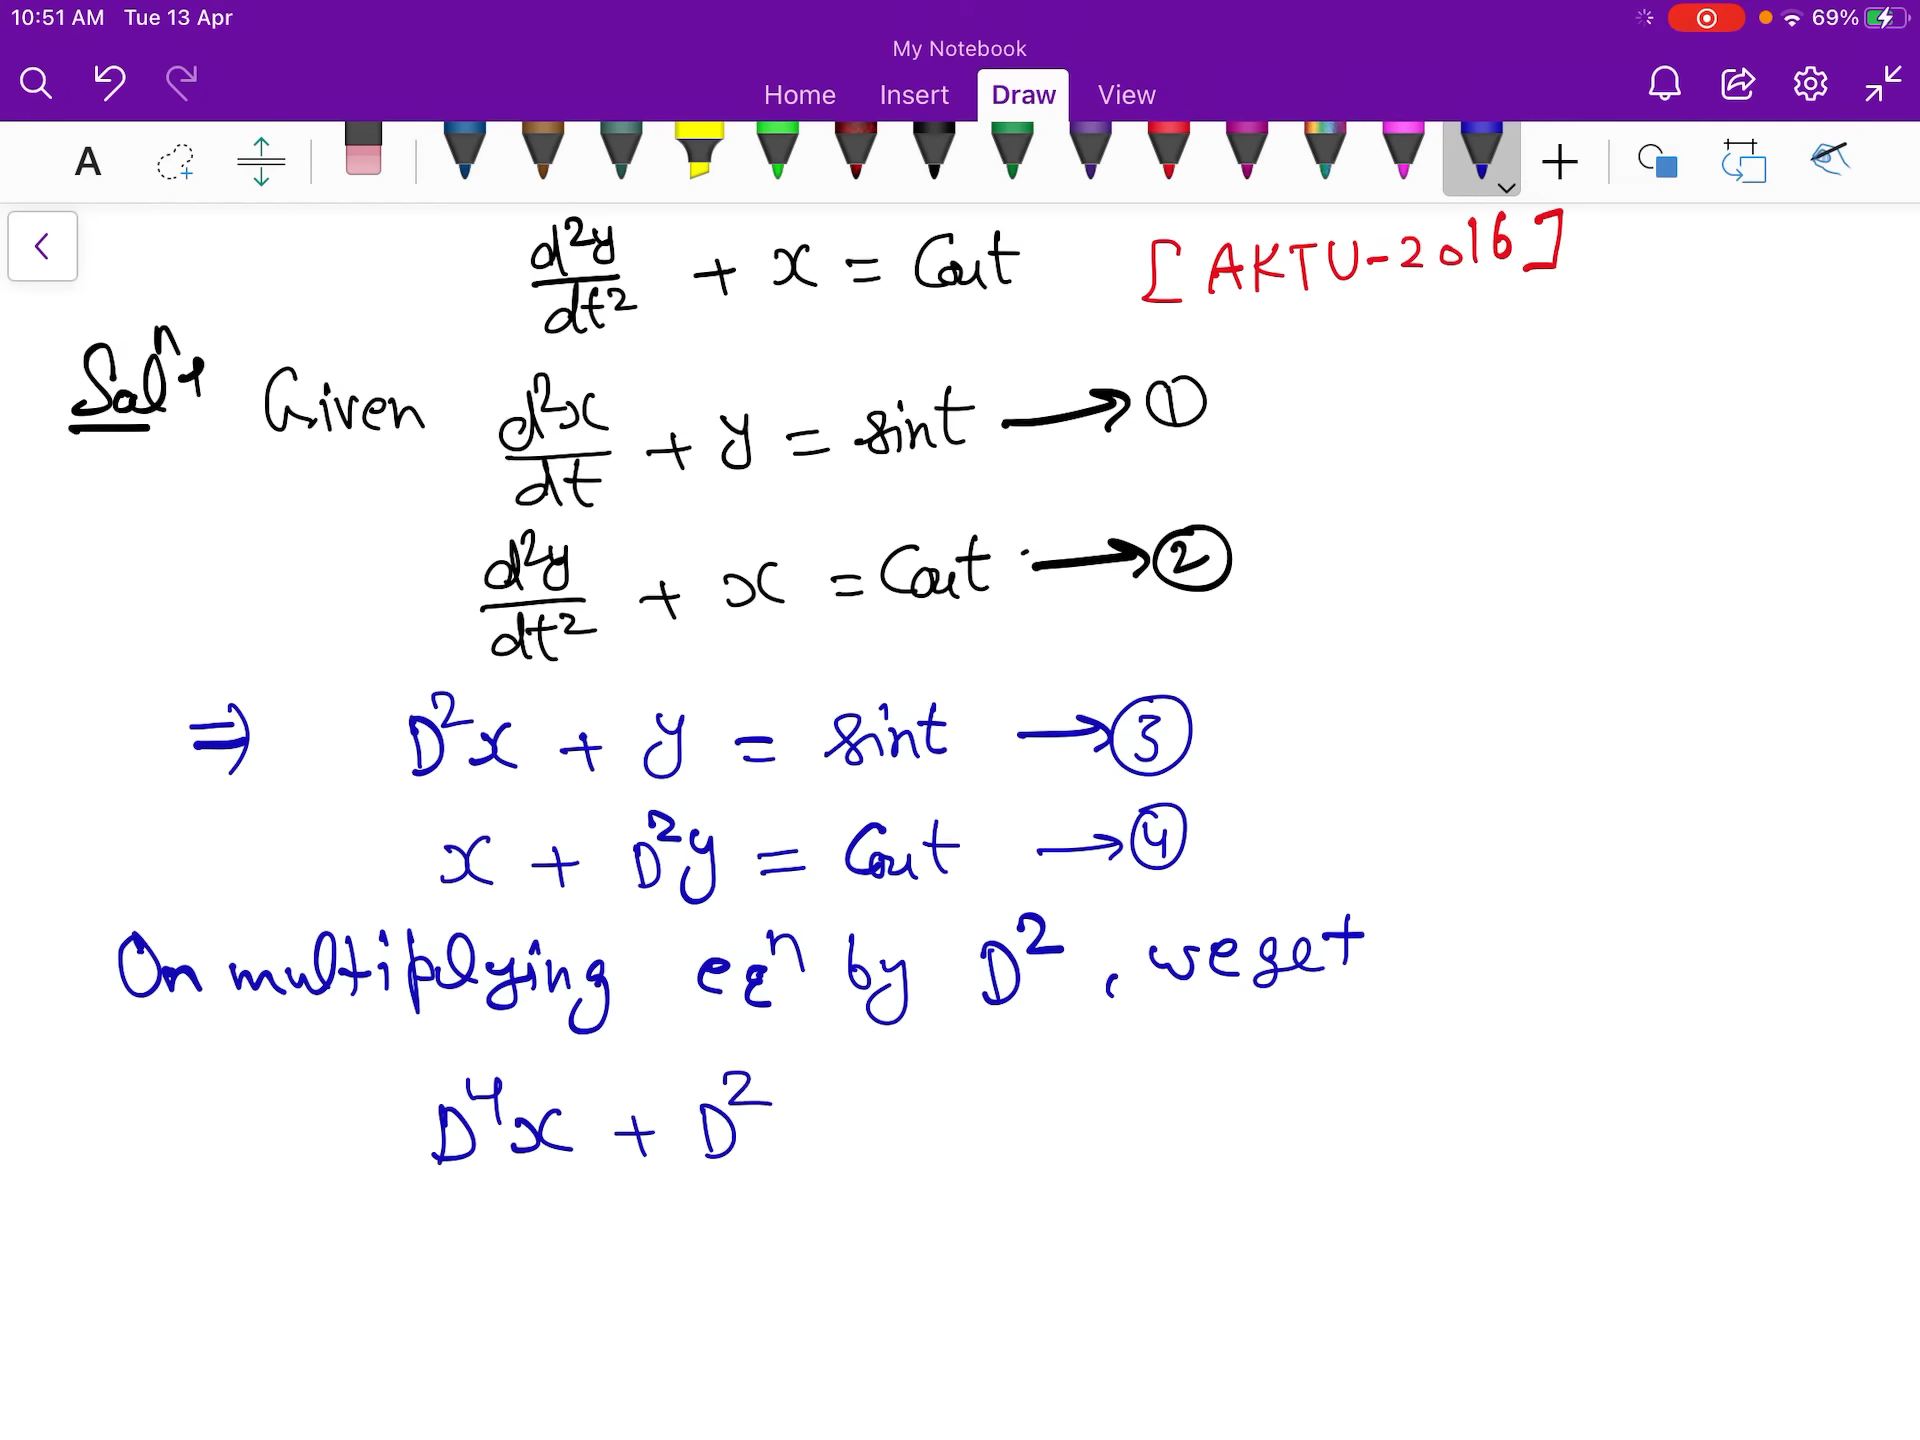 10:51 AM Tue 13 Apr
69%
My Notebook
Home Insert Draw View
A
d²y/dt² + x = Cost [AKTU-2016]
Solⁿ Given d²x/dt + y = sint → ①
d²y/dt² + x = Cost → ②
⇒ D²x + y = sint → ③
x + D²y = Cost → ④
On multiplying eqⁿ by D², we get
D⁴x + D²